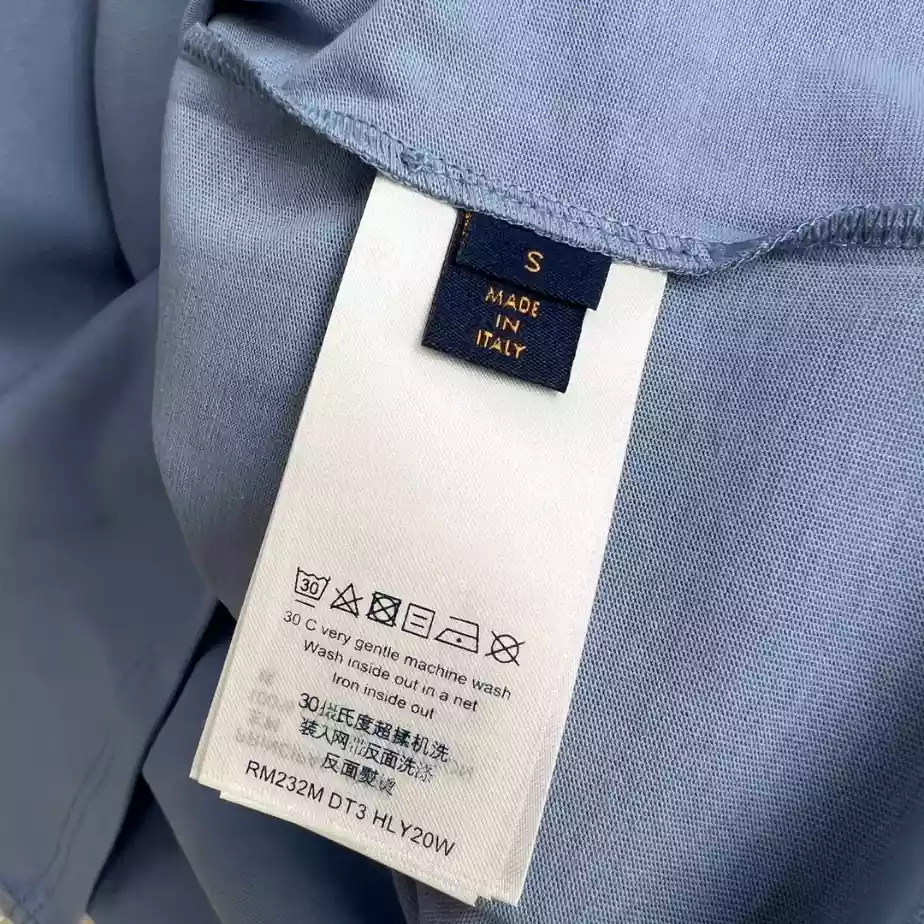 S
MADE
IN
ITALY
30
30 C very gentle machine wash
Wash inside out in a net
Iron inside out
30摄氏度超揉机洗
装入网带反面洗涤
反面熨烫
RM232M DT3 HLY20W